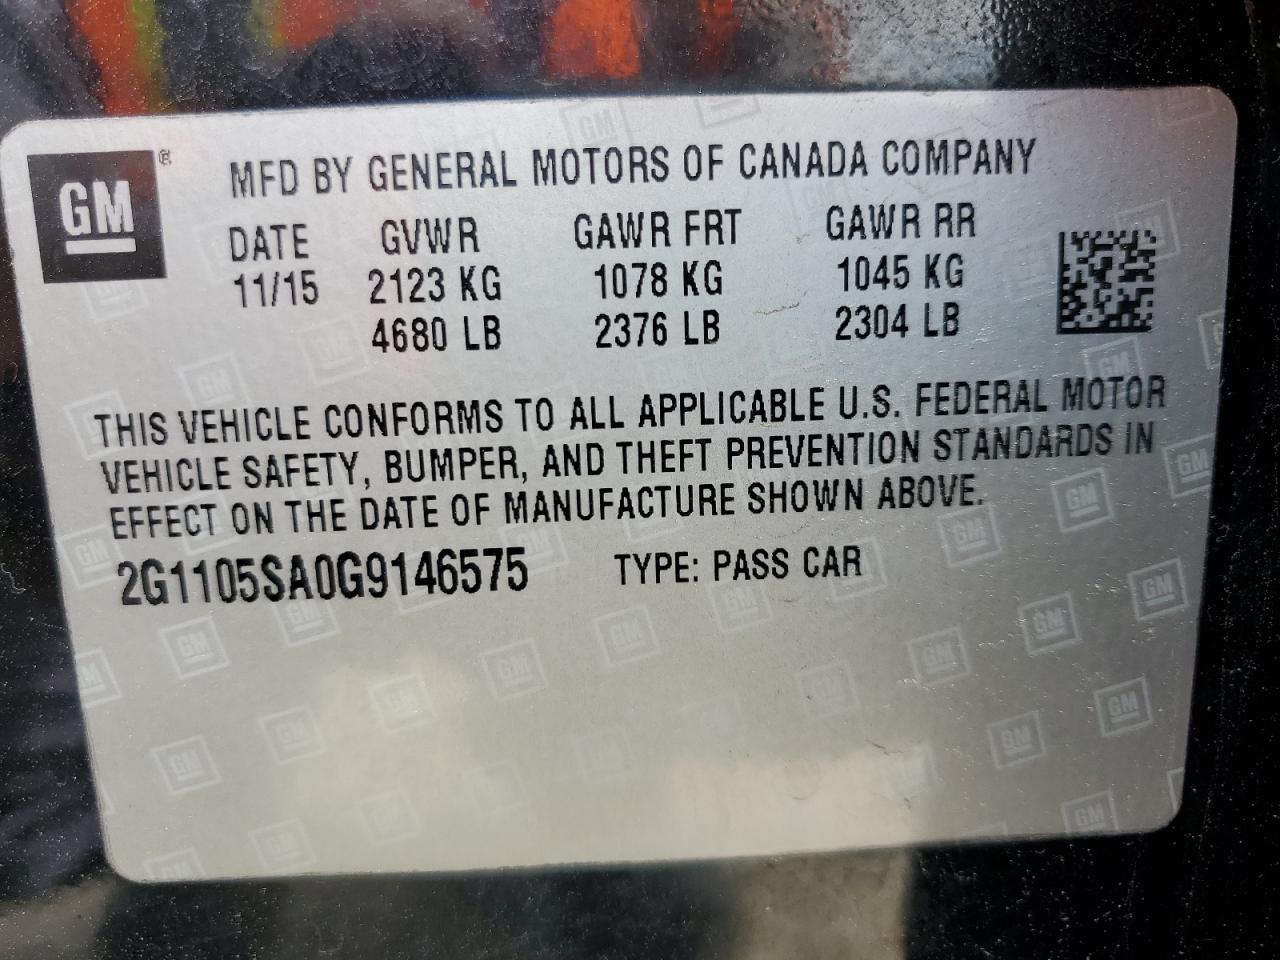 GM ®
MFD BY GENERAL MOTORS OF CANADA COMPANY
DATE GVWR GAWR FRT GAWR RR
11/15 2123 KG 1078 KG 1045 KG
4680 LB 2376 LB 2304 LB
THIS VEHICLE CONFORMS TO ALL APPLICABLE U.S. FEDERAL MOTOR
VEHICLE SAFETY, BUMPER, AND THEFT PREVENTION STANDARDS IN
EFFECT ON THE DATE OF MANUFACTURE SHOWN ABOVE.
2G1105SA0G9146575 TYPE: PASS CAR